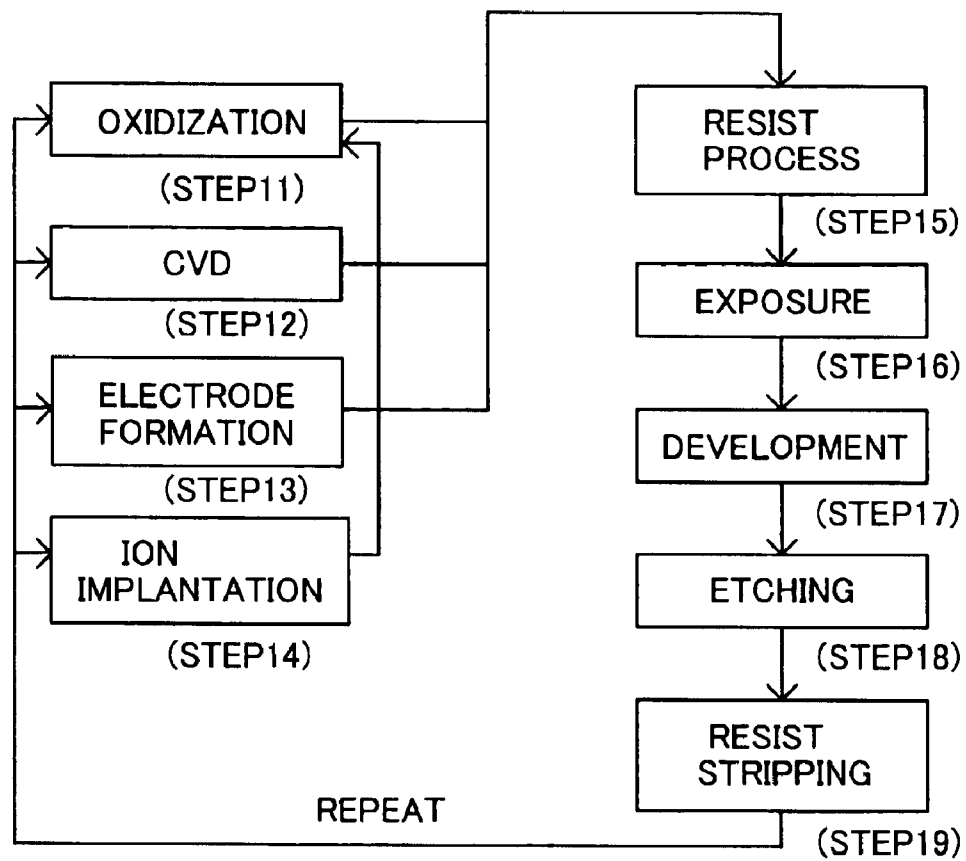 OXIDIZATION
(STEP11)
CVD
(STEP12)
ELECTRODE
FORMATION
(STEP13)
ION
IMPLANTATION
(STEP14)
RESIST
PROCESS
(STEP15)
EXPOSURE
(STEP16)
DEVELOPMENT
(STEP17)
ETCHING
(STEP18)
RESIST
STRIPPING
(STEP19)
REPEAT